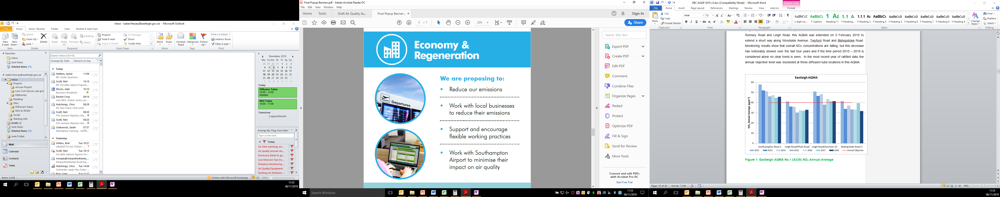 Inbox - Isabel.Hessey@eastleigh.gov.uk - Microsoft Outlook
File Home Send / Receive Folder View McAfee E-mail Scan
New E-mail New Items Ignore Clean Up Junk Delete Reply Reply All Forward Meeting More
Projects To Manager
Team E-mail Done
Reply & Delete Create New
Move Rules Unread/ Read Categorize Follow Up
Find a Contact
Address Book
Filter E-mail
New Delete Respond Quick Steps Move Tags Find
Favorites
Inbox
Sent Items
Deleted Items (75)
Isabel.Hessey@eastleigh.gov.uk
Inbox
Projects
Airscan Project
Low Cost Sensor sub-grou
MyBurney
Reading
Sites
Diffusion Tubes
NOx & TEOM
Social
Starting Info
Drafts [3]
Sent Items
Deleted Items (75)
Junk E-Mail
Mail
Calendar
Contacts
Tasks
Items: 2,438
Search Inbox (Ctrl+E)
Arrange By: Date Newest on top
Today
Hebbes, Jackie 11:06
RE: Order Question
Scott, Neil 10:16
RE: AQ data capture figures...
Moses, Jade 10:10
Business Breakfast
Rachel Crisp 09:16
Join BEIS | Public Sector an...
Hutchings, Chris 08:28
Re: Nox Tubes next week
Scott, Neil 08:20
FW: airAlert Statistics Me...
Scott, Neil 08:20
FW: airAlert Statistics Me...
Grabowski, Sarah 07:57
Mandatory Training - GDPR...
Yesterday
Willers, Bret Tue 18:37
URGENT TO DO TODAY - ...
Scott, Neil Tue 18:15
AQ data capture figures for...
noreply@redspottedhanky....
Redspottedhanky Booking ...
Hutchings, Chris Tue 14:08
Automatic reply: Nox Tubes ...
Blair, Kate Tue 12:27
November 2019
Mo Tu We Th Fr Sa Su
28 29 30 31 1 2 3
4 5 6 7 8 9 10
11 12 13 14 15 16 17
18 19 20 21 22 23 24
25 26 27 28 29 30 1
2 3 4 5 6 7 8
Today
Diffusion Tubes
10:00 - 12:00
Hamble
NO2 Tubes
14:00 - 17:00
Tomorrow
5 appointments
Arrange By: Flag: Due Date
Type a new task
Today
Air Alert warnings an...
Air quality annual sta...
Enclosure Detail & ge...
Low Emission Taxi Inc...
Pollution Monitoring ...
Air Quality Equipment
Tackling Air Pollution ...
Online with Microsoft Exchange 100%
11:55
06/11/2019
Final Popup Banners.pdf - Adobe Acrobat Reader DC
File Edit View Window Help
Home Tools Draft Air Quality Ac... Final Popup Banner... × Sign In
5 / 7 22% Share
Economy &
Regeneration
We are proposing to:
Reduce our emissions
Work with local businesses
to reduce their emissions
Support and encourage
flexible working practices
Work with Southampton
Airport to minimise their
impact on air quality
Departures
Search 'Edit Text'
Export PDF
Create PDF
Edit PDF
Comment
Combine Files
Organize Pages
Redact
Protect
Optimize PDF
Fill & Sign
Send for Review
More Tools
Convert and edit PDFs
with Acrobat Pro DC
Start Free Trial
Search Windows
11:55
06/11/2019
EBC AQAP 2019 v3.doc [Compatibility Mode] - Microsoft Word
Picture Tools
File Home Insert Page Layout References Mailings Review View Add-Ins Format
Paste Cut
Copy
Format Painter
Arial 12
AaBbCcD AaBbCc 1 Aa 1.1 A 1.1.1 Aa AaBbCc AaBbCcD AaBbCcD AaBbCcD AaBbCcD AaBbCcD
2 digit nu... ¶ Caption Heading 11 ¶ Heading 2 ¶ Heading 3 ¶ Heading 4 ¶ Heading 5 ¶ Heading 6 ¶ Heading 7 ¶ Heading 8 ¶ Heading 9
Change Styles
Find
Replace
Select
Clipboard Font Paragraph Styles Editing
Romsey Road and Leigh Road, this AQMA was extended on 3 February 2015 to
extend a short way along Woodside Avenue, Twyford Road and Bishopstoke Road.
Monitoring results show that overall NO₂ concentrations are falling, but this decrease
has noticeably slowed over the last four years and if the time period 2015 – 2018 is
considered alone no clear trend is seen. In the most recent year of ratified data, the
annual objective level was exceeded at three diffusion tube locations in this AQMA.
Eastleigh AQMA
NO₂ Annual Average (µgm⁻³)
60
50
40
30
20
10
0
Southampton Road 1 Leigh Road/Pluto Road Leigh Road/Junction 13 Bishopstoke Road 2
2012 2013 2014 2015 2016 2017 2018 Annual Objective
Figure 1- Eastleigh AQMA No.1 (A335) NO₂ Annual Average
Page: 10 of 44 Words: 7,549 90%
11:55
06/11/2019